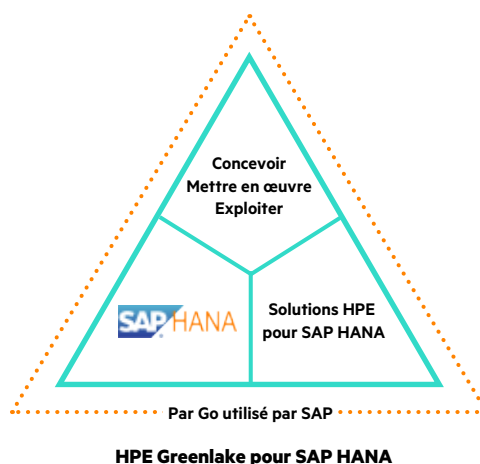 Concevoir
Mettre en œuvre
Exploiter
SAP HANA
Solutions HPE
pour SAP HANA
Par Go utilisé par SAP
HPE Greenlake pour SAP HANA